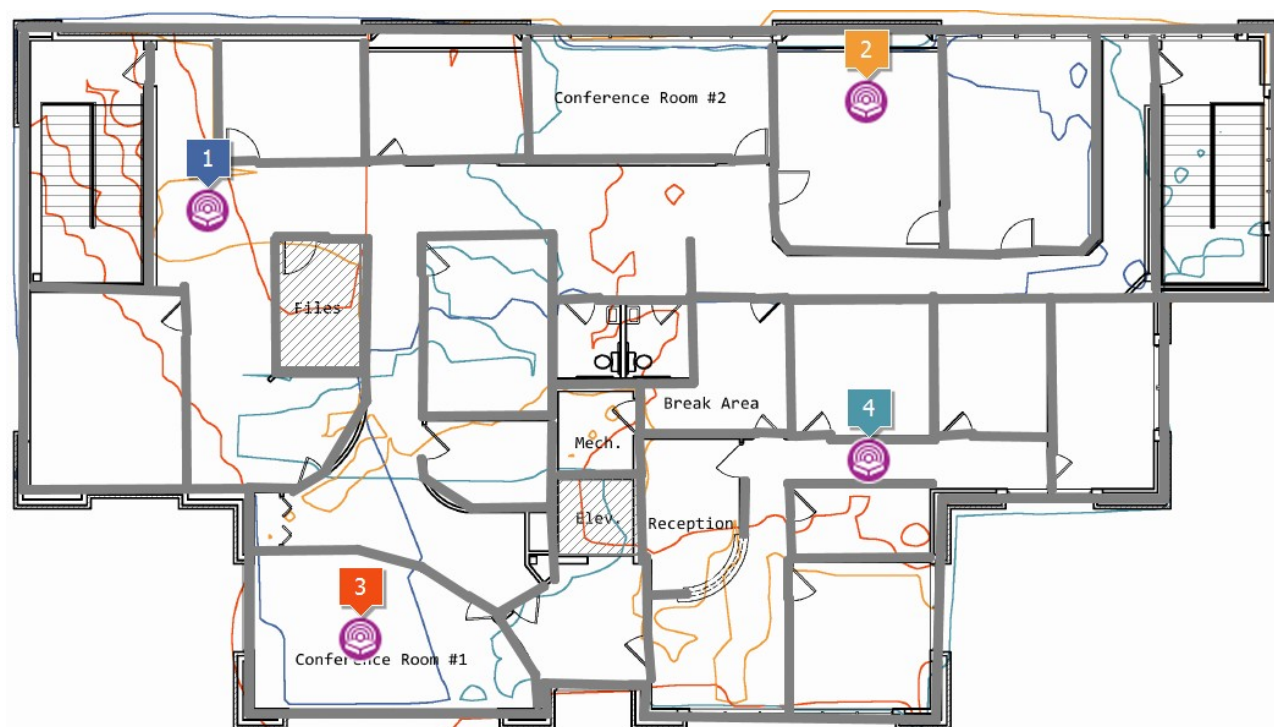 2
Conference Room #2
1
Files
Break Area
4
Mech.
Elev.
Reception
3
Conference Room #1